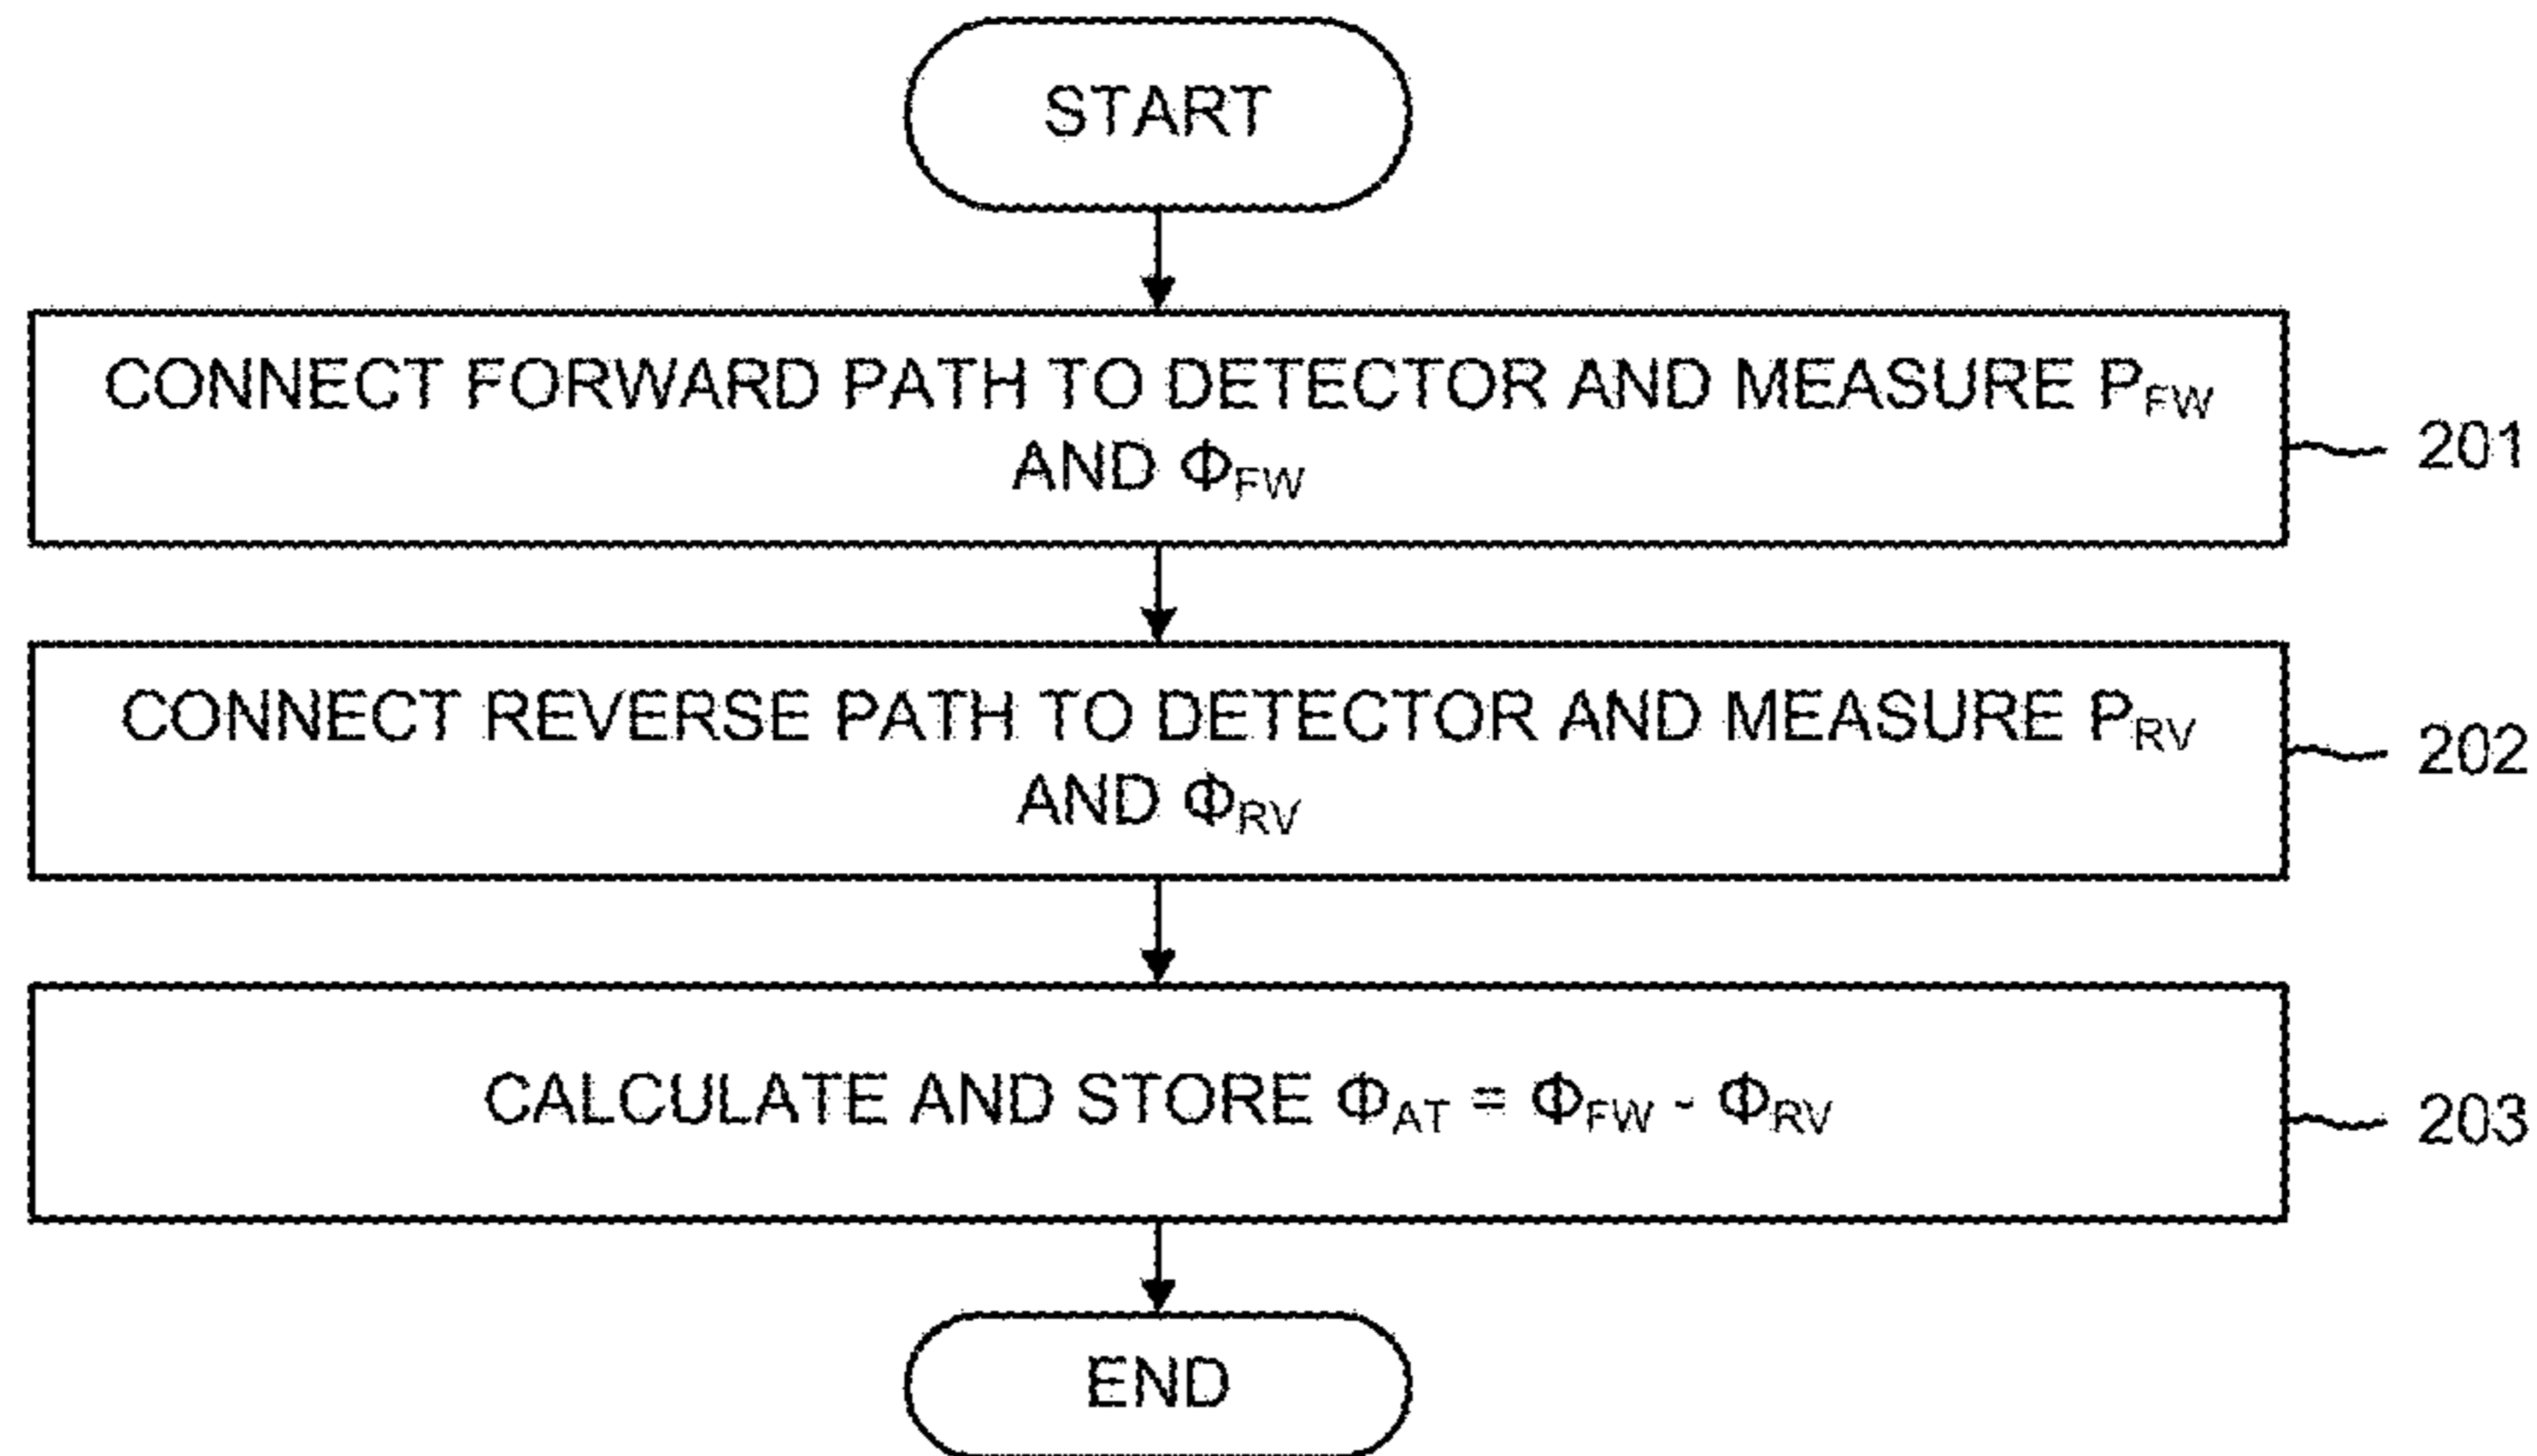 START
CONNECT FORWARD PATH TO DETECTOR AND MEASURE P_FW
AND Φ_FW
201
CONNECT REVERSE PATH TO DETECTOR AND MEASURE P_RV
AND Φ_RV
202
CALCULATE AND STORE Φ_AT = Φ_FW - Φ_RV
203
END